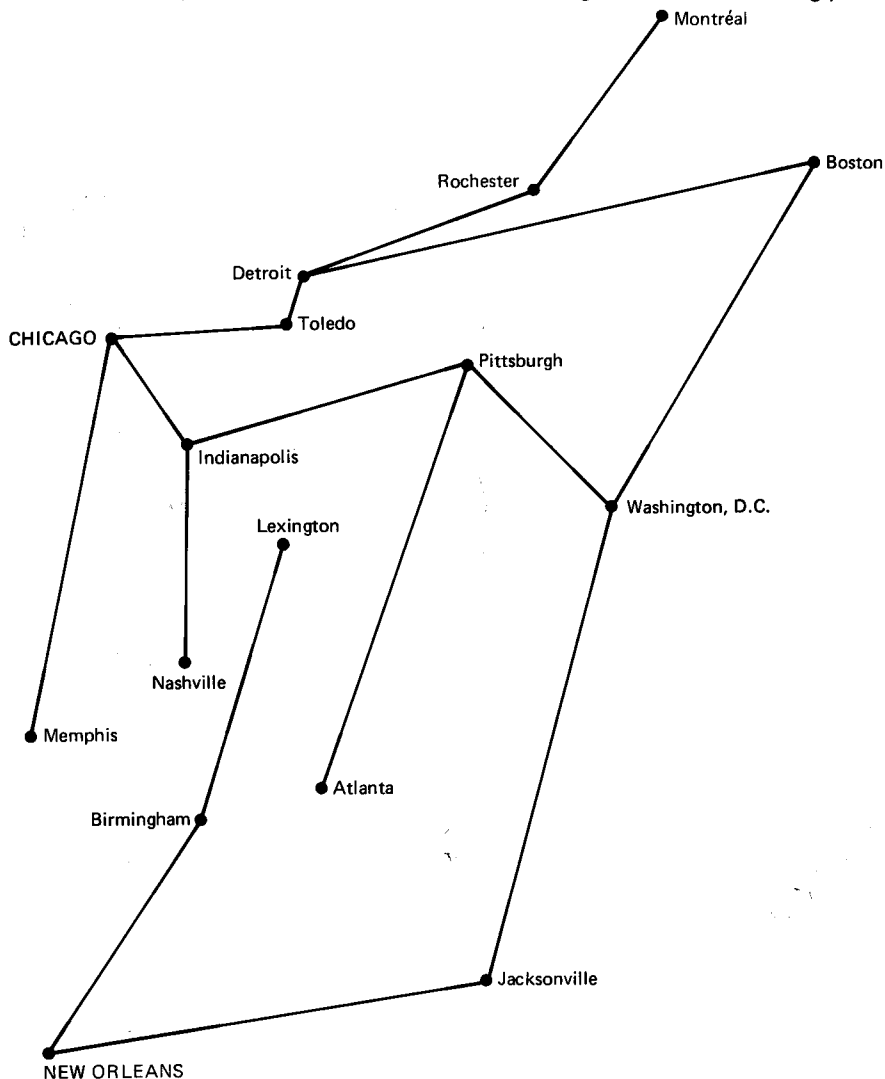 Montréal
Boston
Rochester
Detroit
Toledo
CHICAGO
Pittsburgh
Indianapolis
Washington, D.C.
Lexington
Nashville
Memphis
Atlanta
Birmingham
Jacksonville
NEW ORLEANS